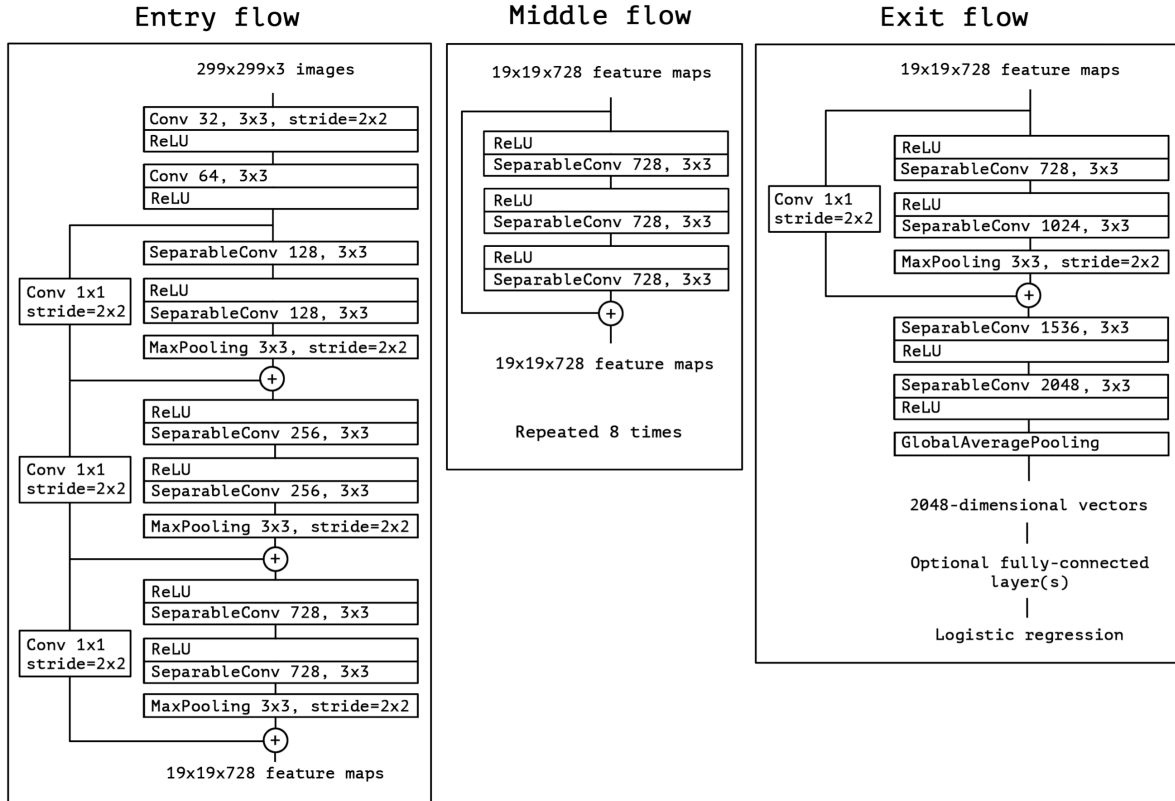 Entry flow
299x299x3 images
Conv 32, 3x3, stride=2x2
ReLU
Conv 64, 3x3
ReLU
SeparableConv 128, 3x3
Conv 1x1
stride=2x2
ReLU
SeparableConv 128, 3x3
MaxPooling 3x3, stride=2x2
+
ReLU
SeparableConv 256, 3x3
Conv 1x1
stride=2x2
ReLU
SeparableConv 256, 3x3
MaxPooling 3x3, stride=2x2
+
ReLU
SeparableConv 728, 3x3
Conv 1x1
stride=2x2
ReLU
SeparableConv 728, 3x3
MaxPooling 3x3, stride=2x2
+
19x19x728 feature maps
Middle flow
19x19x728 feature maps
ReLU
SeparableConv 728, 3x3
ReLU
SeparableConv 728, 3x3
ReLU
SeparableConv 728, 3x3
+
19x19x728 feature maps
Repeated 8 times
Exit flow
19x19x728 feature maps
ReLU
SeparableConv 728, 3x3
Conv 1x1
stride=2x2
ReLU
SeparableConv 1024, 3x3
MaxPooling 3x3, stride=2x2
+
SeparableConv 1536, 3x3
ReLU
SeparableConv 2048, 3x3
ReLU
GlobalAveragePooling
2048-dimensional vectors
Optional fully-connected
layer(s)
Logistic regression